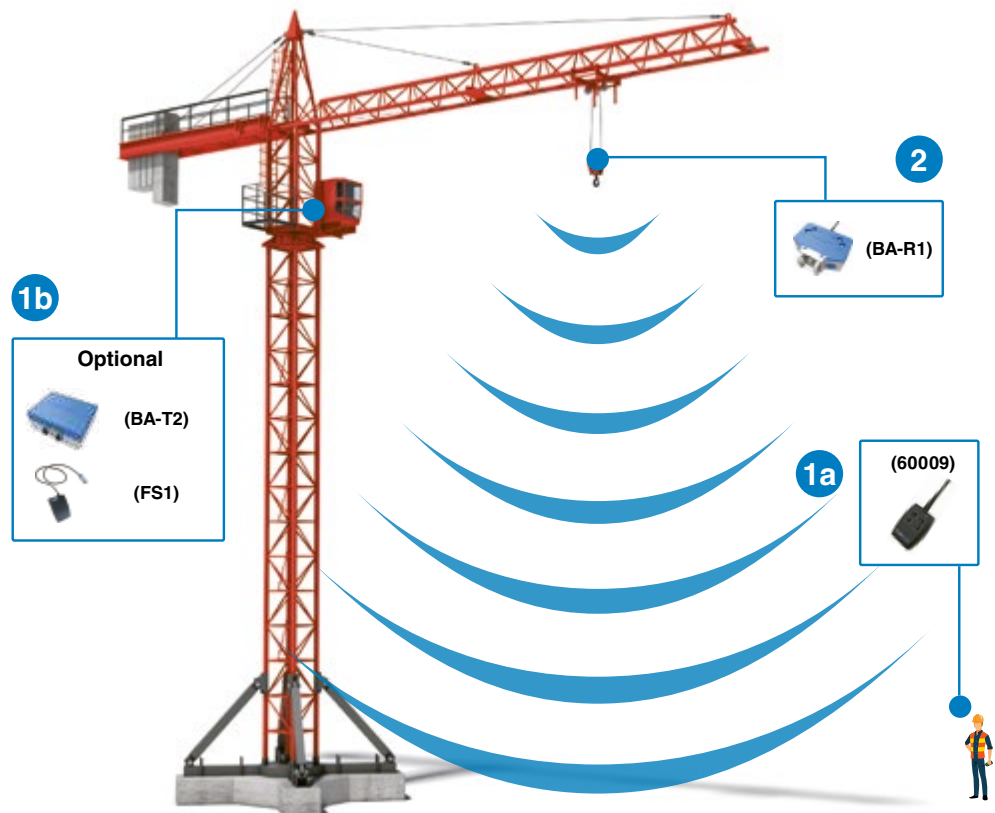 2
(BA-R1)
1b
Optional
(BA-T2)
(FS1)
1a
(60009)